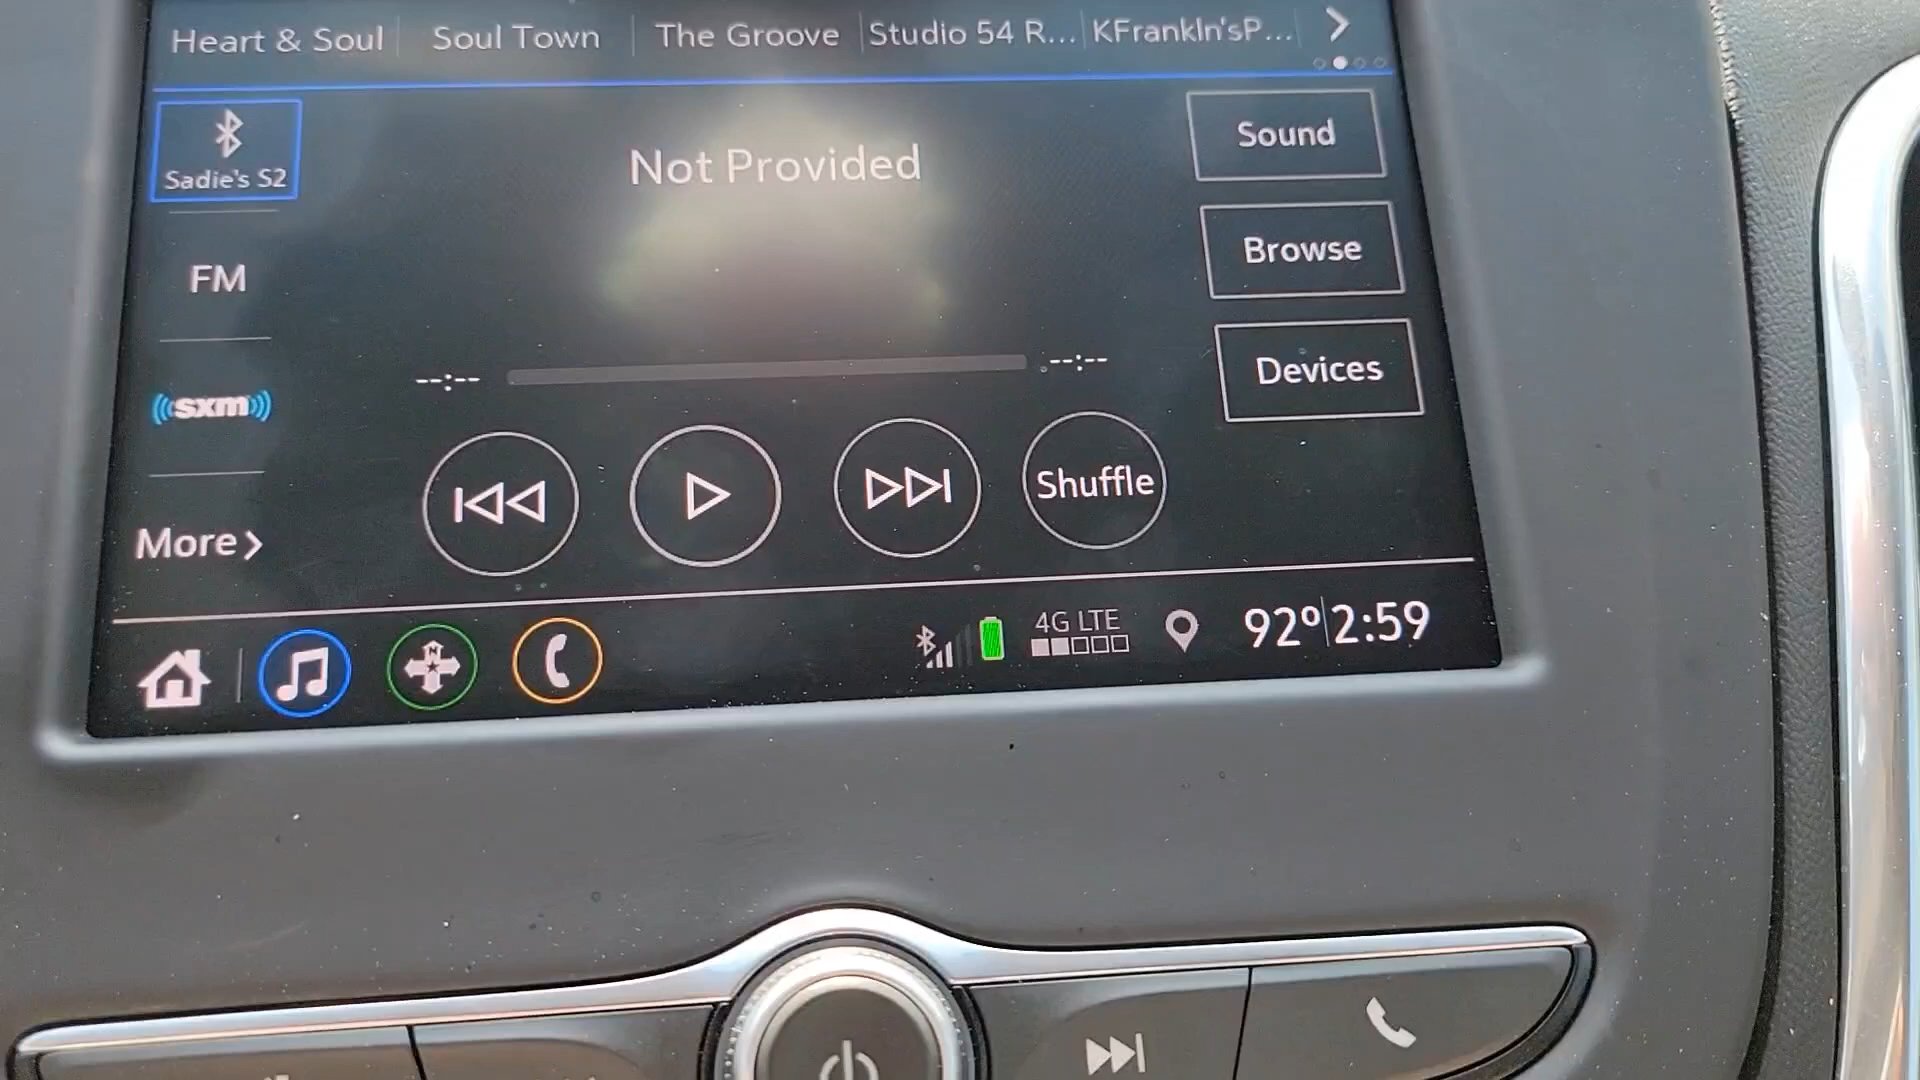 Heart & Soul
Soul Town
The Groove
Studio 54 R...
KFrankln'sP...
Sadie's S2
Not Provided
Sound
FM
Browse
--:--
--:--
Devices
sxm
Shuffle
More
N
4G LTE
92° 2:59